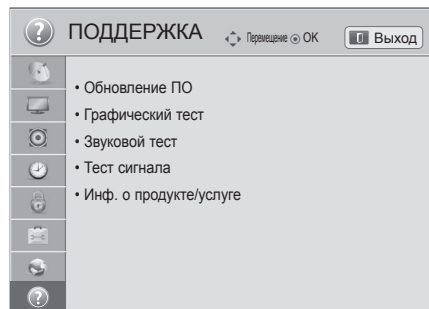 ПОДДЕРЖКА Перемещение OK Выход
• Обновление ПО
• Графический тест
• Звуковой тест
• Тест сигнала
• Инф. о продукте/услуге